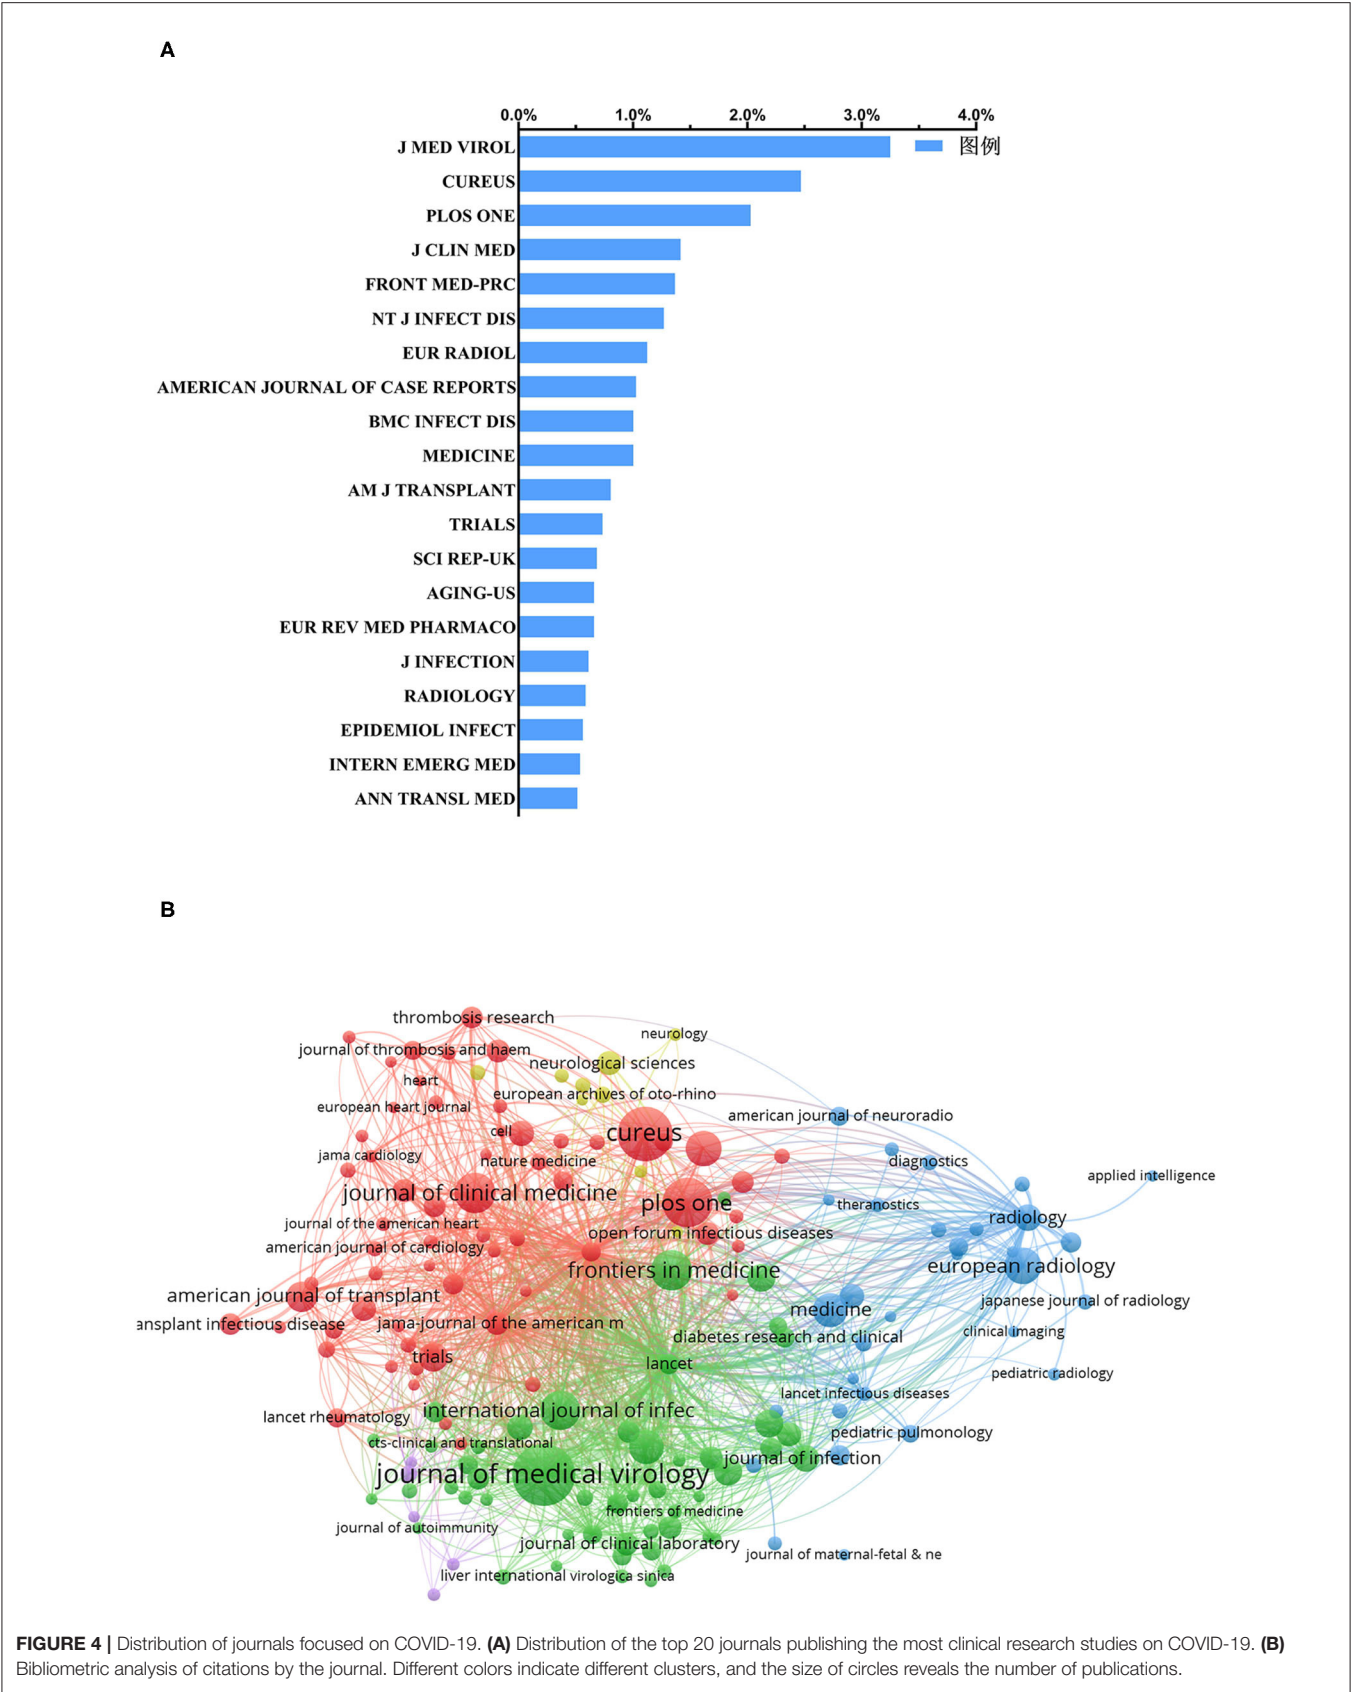 A
0.0% 1.0% 2.0% 3.0% 4.0%
J MED VIROL
图例
CUREUS
PLOS ONE
J CLIN MED
FRONT MED-PRC
NT J INFECT DIS
EUR RADIOL
AMERICAN JOURNAL OF CASE REPORTS
BMC INFECT DIS
MEDICINE
AM J TRANSPLANT
TRIALS
SCI REP-UK
AGING-US
EUR REV MED PHARMACO
J INFECTION
RADIOLOGY
EPIDEMIOL INFECT
INTERN EMERG MED
ANN TRANSL MED
B
thrombosis research
neurology
journal of thrombosis and haem
neurological sciences
heart
european archives of oto-rhino
european heart journal
american journal of neuroradio
cell
cureus
jama cardiology
nature medicine
diagnostics
applied intelligence
journal of clinical medicine
plos one
theranostics
radiology
journal of the american heart
open forum infectious diseases
american journal of cardiology
frontiers in medicine
european radiology
american journal of transplant
medicine
japanese journal of radiology
ansplant infectious disease
jama-journal of the american m
diabetes research and clinical
clinical imaging
trials
lancet
pediatric radiology
lancet infectious diseases
lancet rheumatology
international journal of infec
pediatric pulmonology
cts-clinical and translational
journal of infection
journal of medical virology
frontiers of medicine
journal of autoimmunity
journal of clinical laboratory
journal of maternal-fetal & ne
liver international
virologica sinica
FIGURE 4 | Distribution of journals focused on COVID-19. (A) Distribution of the top 20 journals publishing the most clinical research studies on COVID-19. (B)
Bibliometric analysis of citations by the journal. Different colors indicate different clusters, and the size of circles reveals the number of publications.